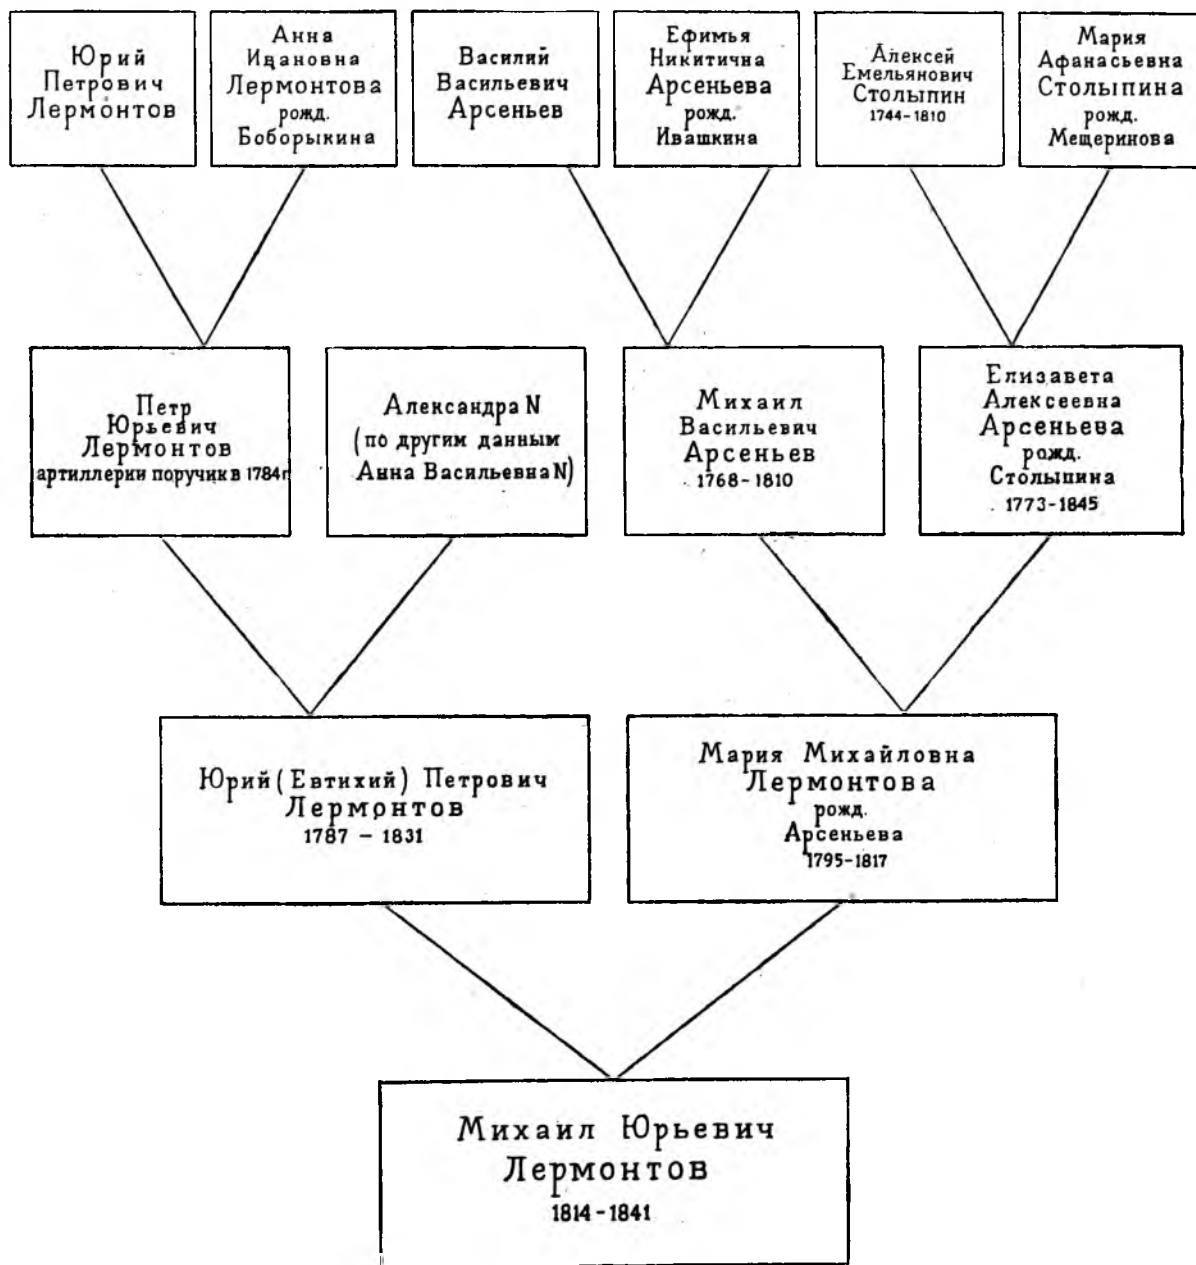 Юрий
Петрович
Лермонтов
Анна
Ивановна
Лермонтова
рожд.
Боборыкина
Василий
Васильевич
Арсеньев
Ефимья
Никитична
Арсеньева
рожд.
Ивашкина
Алексей
Емельянович
Столыпин
1744-1810
Мария
Афанасьевна
Столыпина
рожд.
Мещеринова
Петр
Юрьевич
Лермонтов
артиллерии поручик в 1784г.
Александра N
(по другим данным
Анна Васильевна N)
Михаил
Васильевич
Арсеньев
1768-1810
Елизавета
Алексеевна
Арсеньева
рожд.
Столыпина
1773-1845
Юрий (Евтихий) Петрович
Лермонтов
1787 - 1831
Мария Михайловна
Лермонтова
рожд.
Арсеньева
1795-1817
Михаил Юрьевич
Лермонтов
1814-1841